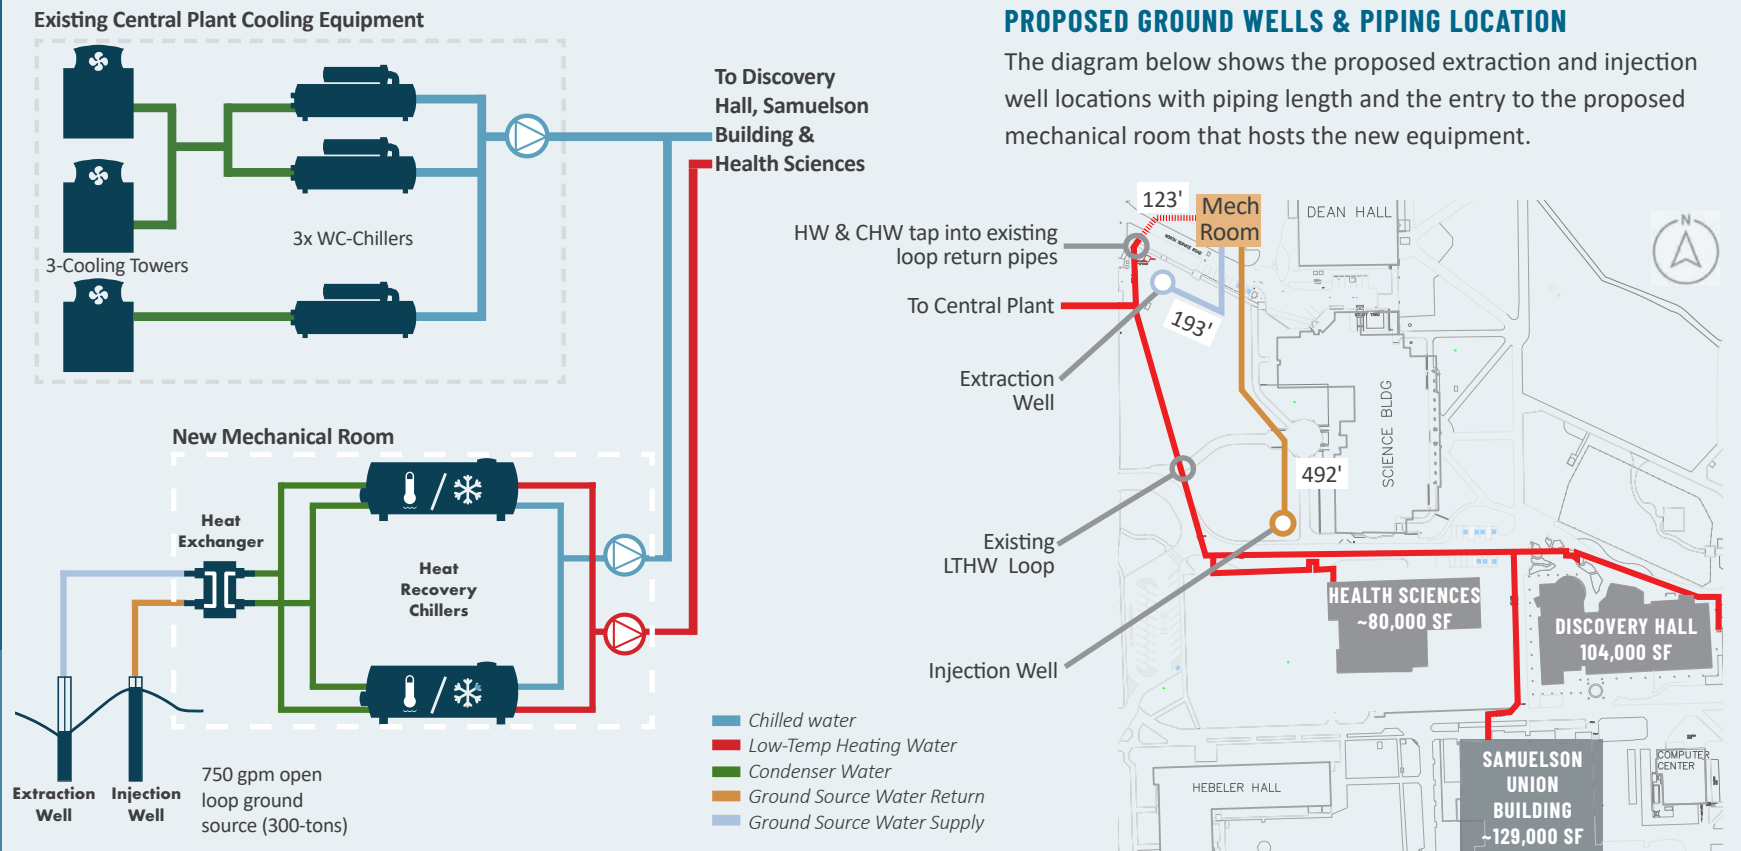 Existing Central Plant Cooling Equipment
3-Cooling Towers
3x WC-Chillers
To Discovery
Hall, Samuelson
Building &
Health Sciences
New Mechanical Room
Heat
Exchanger
Heat
Recovery
Chillers
Extraction
Well
Injection
Well
750 gpm open
loop ground
source (300-tons)
Chilled water
Low-Temp Heating Water
Condenser Water
Ground Source Water Return
Ground Source Water Supply
PROPOSED GROUND WELLS & PIPING LOCATION
The diagram below shows the proposed extraction and injection
well locations with piping length and the entry to the proposed
mechanical room that hosts the new equipment.
HW & CHW tap into existing
loop return pipes
To Central Plant
Extraction
Well
Existing
LTHW Loop
Injection Well
123'
Mech
Room
NORTH SERVICE ROAD
193'
492'
DEAN HALL
N
SCIENCE BLDG
HEALTH SCIENCES
~80,000 SF
DISCOVERY HALL
104,000 SF
SAMUELSON
UNION
BUILDING
~129,000 SF
HEBELER HALL
COMPUTER
CENTER